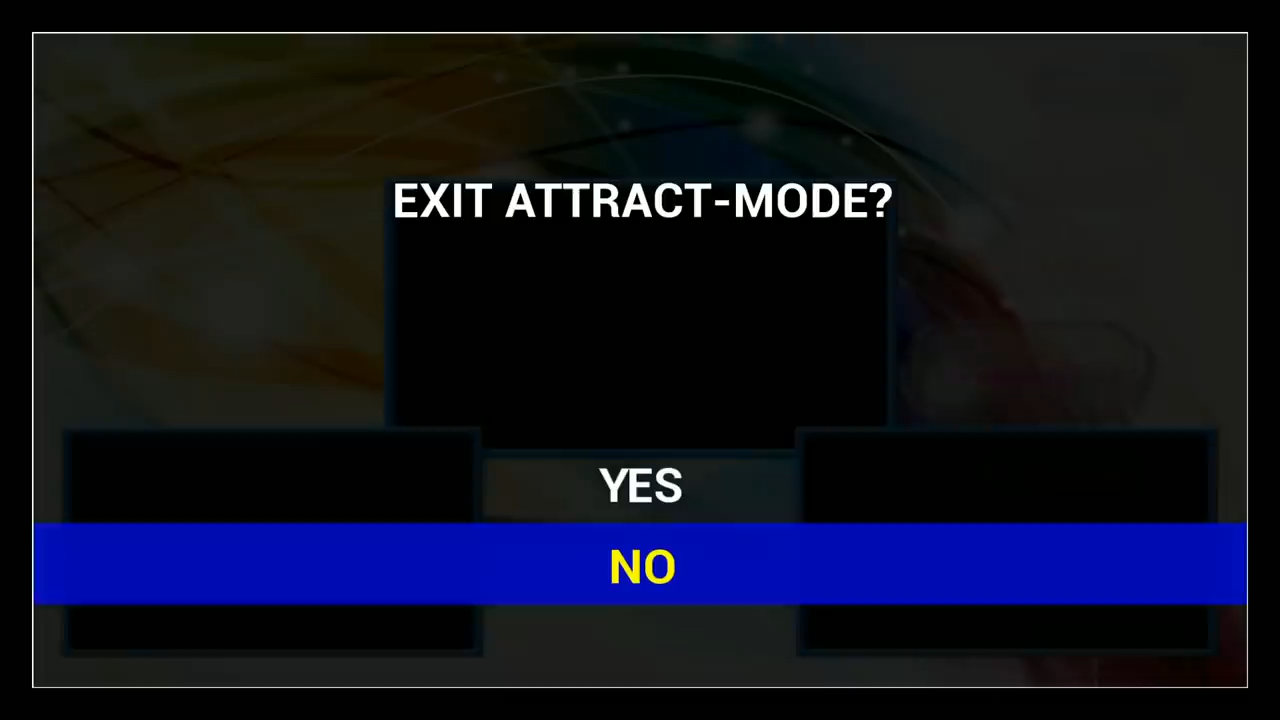 EXIT ATTRACT-MODE?
YES
NO